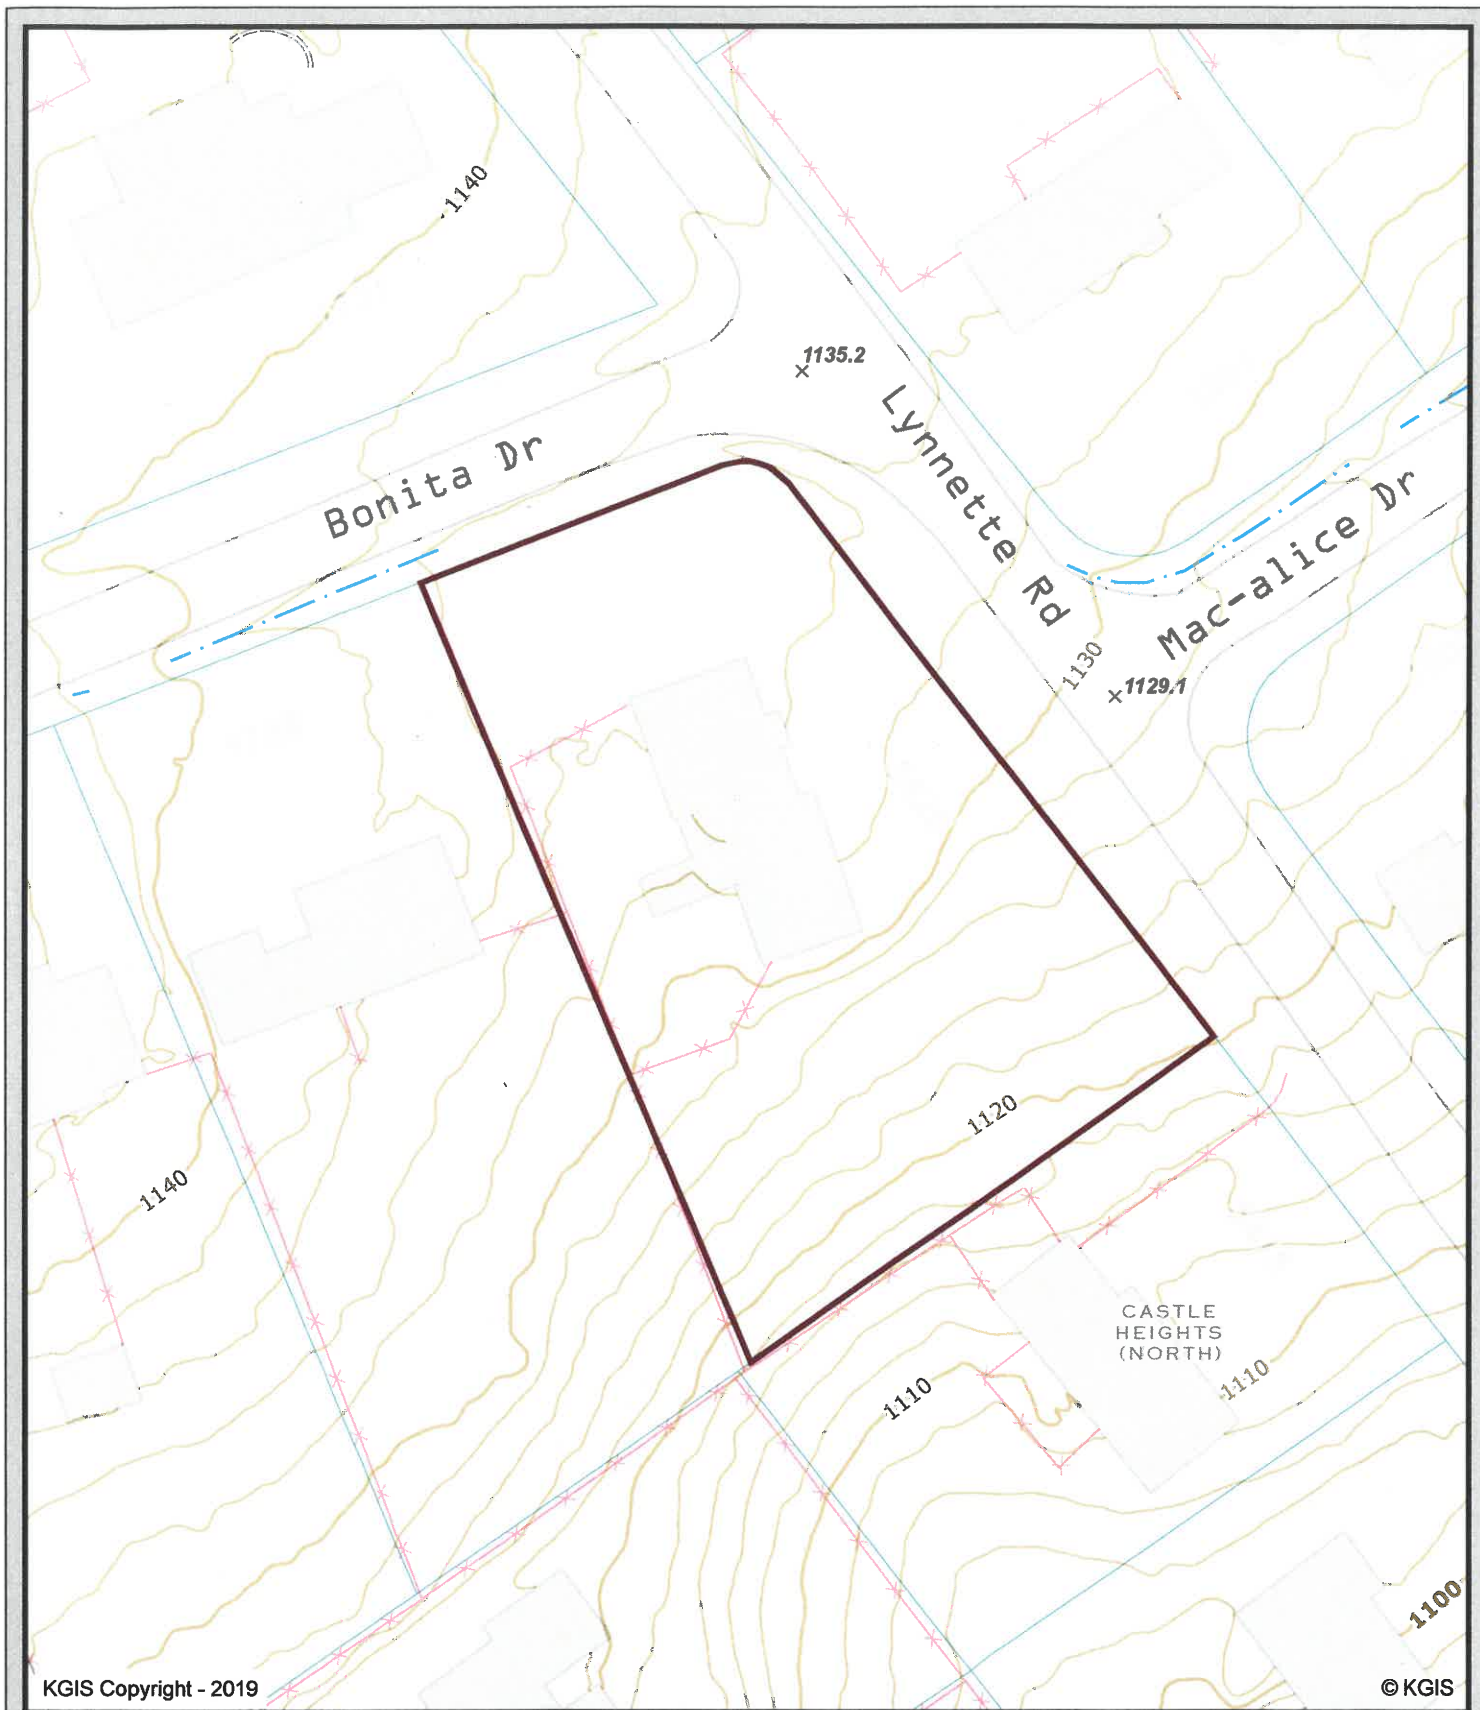 1140
1135.2
Lynnette Rd
Bonita Dr
Mac-alice Dr
1130
1129.1
1120
1140
CASTLE
HEIGHTS
(NORTH)
1110
1110
1100
KGIS Copyright - 2019
© KGIS